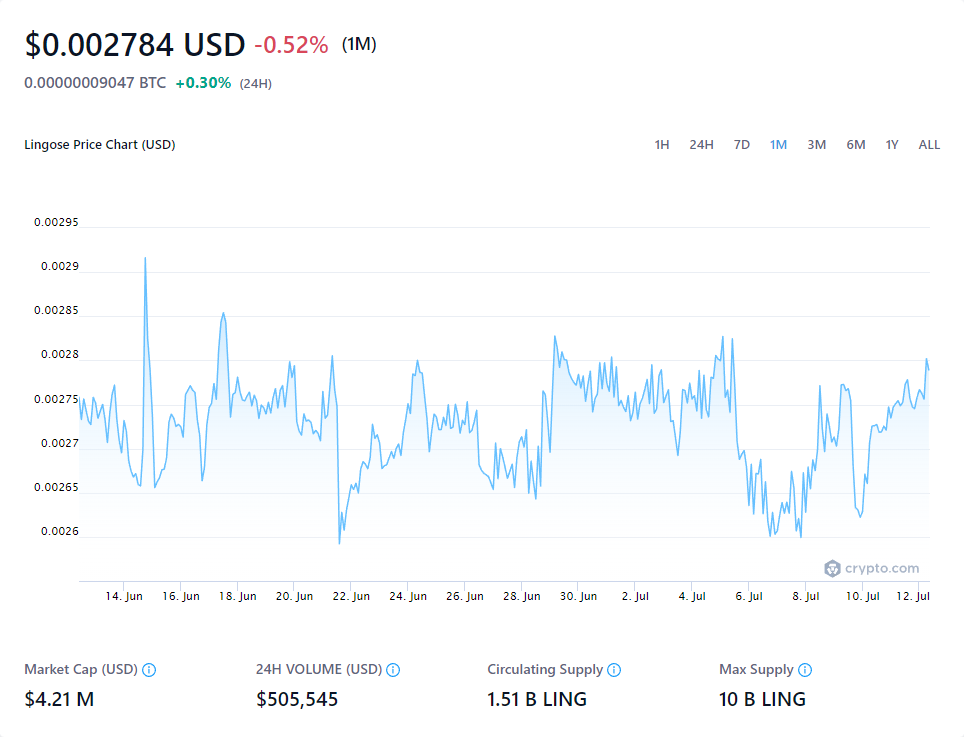 $0.002784 USD -0.52% (1M)
0.00000009047 BTC +0.30% (24H)
Lingose Price Chart (USD) 1H 24H 7D 1M 3M 6M 1Y ALL
0.00295
0.0029
0.00285
0.0028
0.00275
0.0027
0.00265
0.0026
crypto.com
14. Jun 16. Jun 18. Jun 20. Jun 22. Jun 24. Jun 26. Jun 28. Jun 30. Jun 2. Jul 4. Jul 6. Jul 8. Jul 10. Jul 12. Jul
Market Cap (USD) 24H VOLUME (USD) Circulating Supply Max Supply
$4.21 M $505,545 1.51 B LING 10 B LING